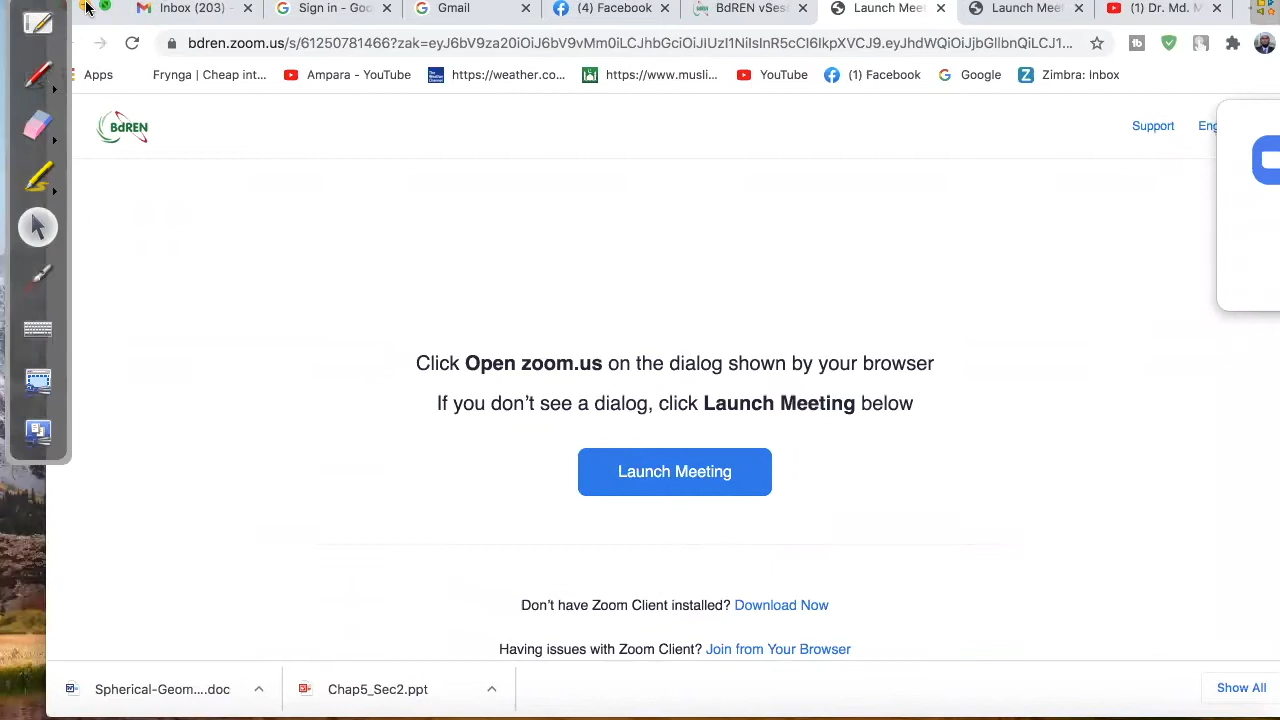 Inbox (203) -
Sign in - Goo
Gmail
(4) Facebook
BdREN vSess
Launch Meet
Launch Meet
(1) Dr. Md. M
bdren.zoom.us/s/61250781466?zak=eyJ6bV9za20iOiJ6bV9vMm0iLCJhbGciOiJIUzI1NiIsInR5cCI6IkpXVCJ9.eyJhdWQiOiJjbGllbnQiLCJ1...
Apps
Frynga | Cheap int...
Ampara - YouTube
https://weather.co...
https://www.musli...
YouTube
(1) Facebook
Google
Zimbra: Inbox
BdREN
Support
Eng
Click Open zoom.us on the dialog shown by your browser
If you don’t see a dialog, click Launch Meeting below
Launch Meeting
Don’t have Zoom Client installed? Download Now
Having issues with Zoom Client? Join from Your Browser
Spherical-Geom....doc
Chap5_Sec2.ppt
Show All